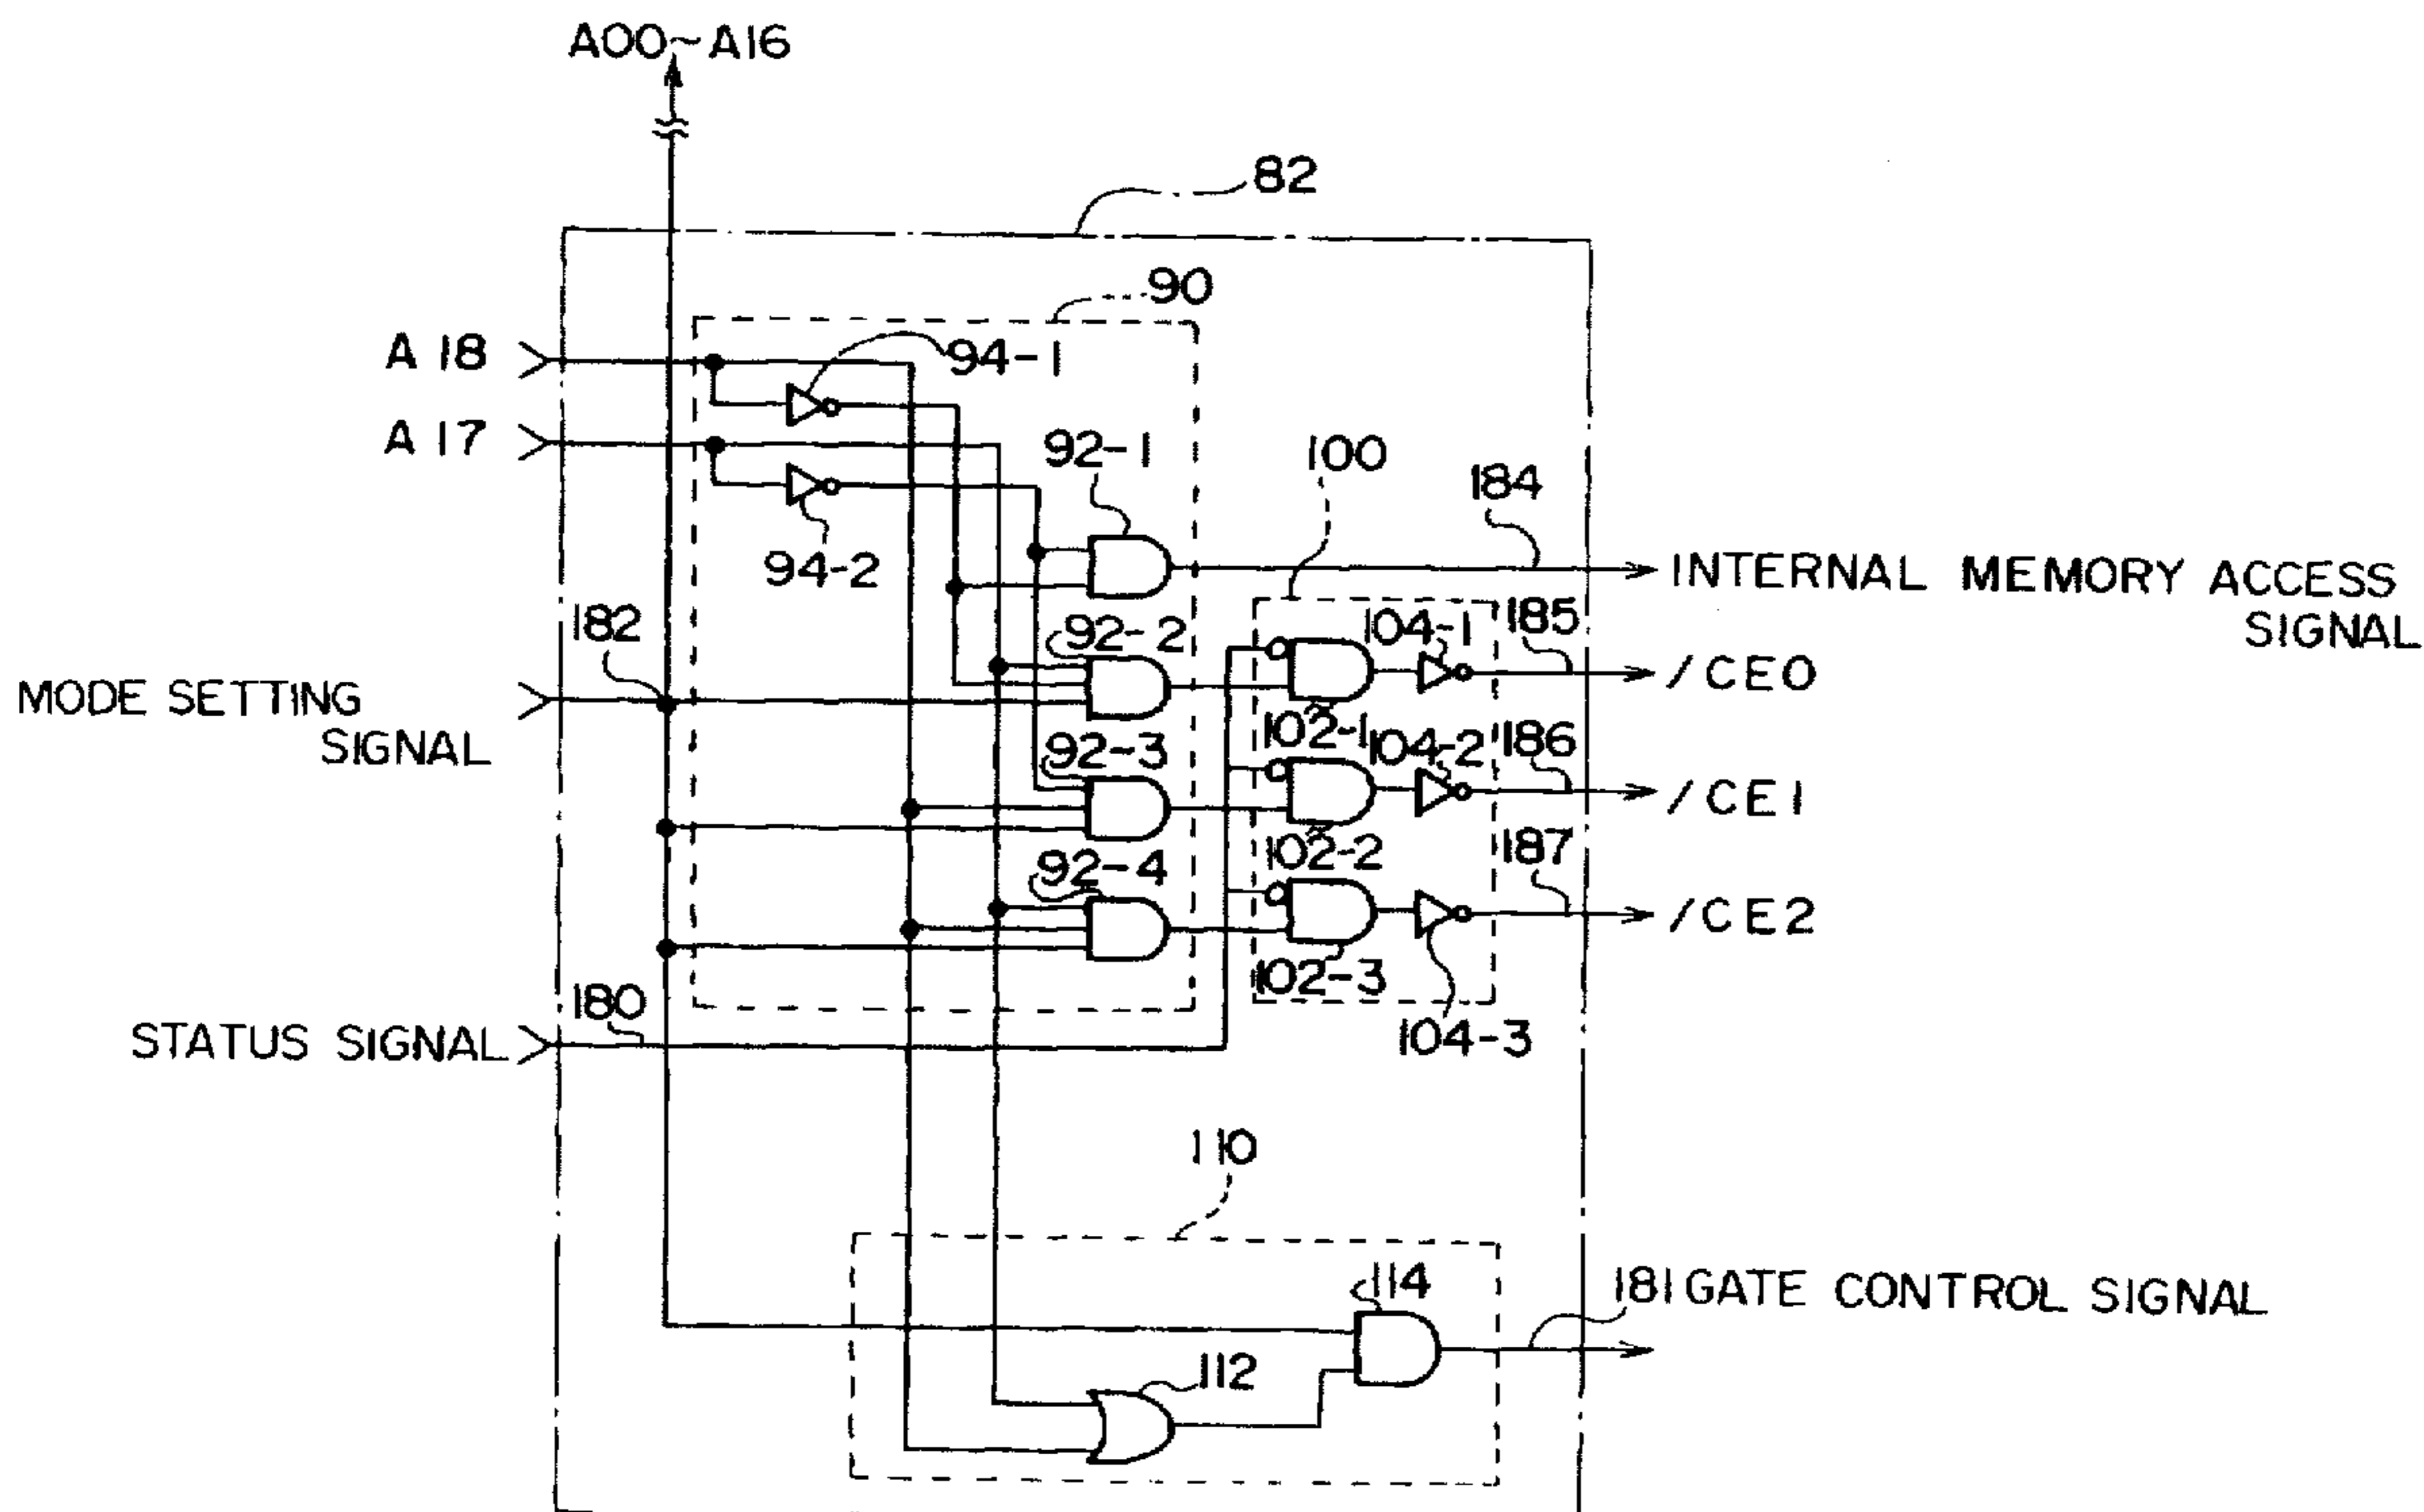 A00~A16
82
90
A 18
94-1
A 17
92-1
100
184
94-2
INTERNAL MEMORY ACCESS
SIGNAL
182
92-2
104-1
185
/CE0
MODE SETTING
SIGNAL
102-1
104-2
186
92-3
/CE1
102-2
187
92-4
/CE2
102-3
180
STATUS SIGNAL
104-3
110
114
181 GATE CONTROL SIGNAL
112